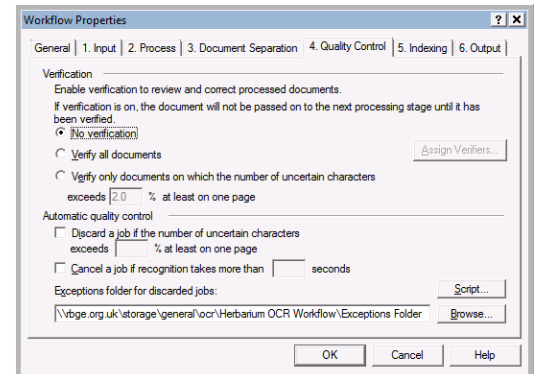 Workflow Properties
General 1. Input 2. Process 3. Document Separation 4. Quality Control 5. Indexing 6. Output
Verification
Enable verification to review and correct processed documents.
If verification is on, the document will not be passed on to the next processing stage until it has
been verified.
No verification
Verify all documents
Assign Verifiers...
Verify only documents on which the number of uncertain characters
exceeds 2.0 % at least on one page
Automatic quality control
Discard a job if the number of uncertain characters
exceeds % at least on one page
Cancel a job if recognition takes more than seconds
Exceptions folder for discarded jobs:
Script...
\\rbge.org.uk\storage\general\ocr\Herbarium OCR Workflow\Exceptions Folder
Browse...
OK Cancel Help